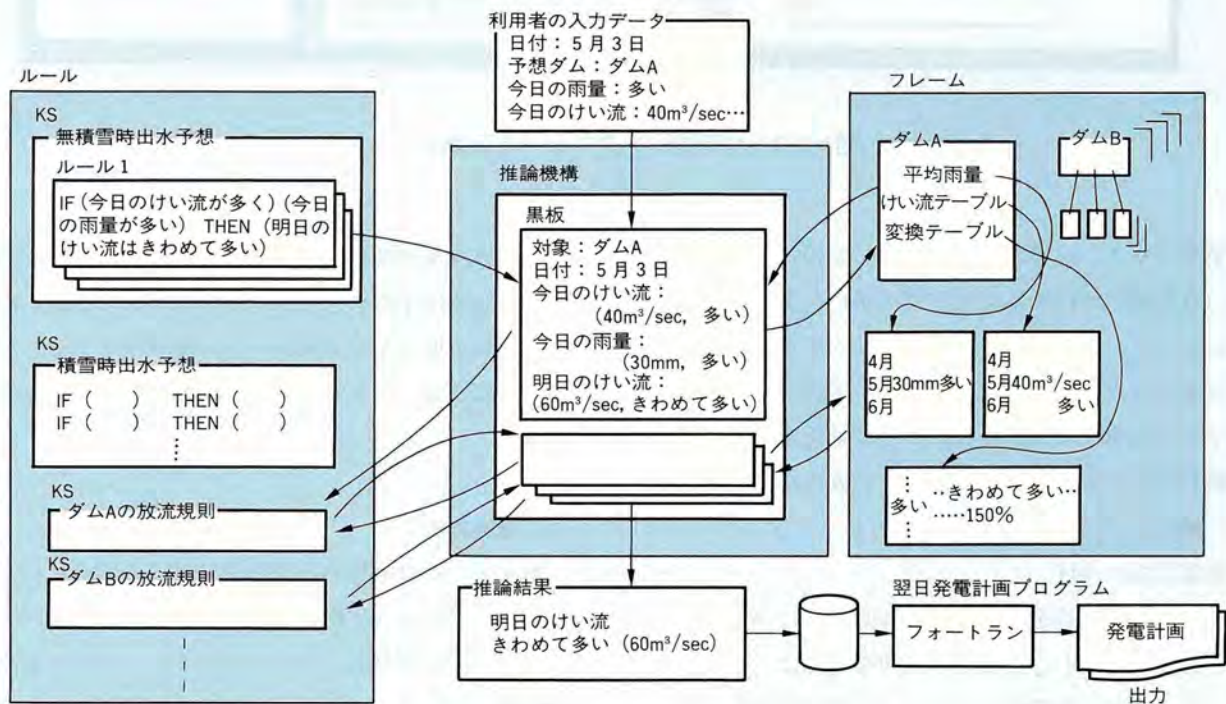 利用者の入力データ
日付：5月3日
予想ダム：ダムA
今日の雨量：多い
今日のけい流：40m³/sec…
ルール
KS
無積雪時出水予想
ルール1
IF（今日のけい流が多く）（今日
の雨量が多い） THEN（明日の
けい流はきわめて多い）
KS
積雪時出水予想
IF（　　） THEN（　　）
IF（　　） THEN（　　）
⋮
KS
ダムAの放流規則
KS
ダムBの放流規則
推論機構
黒板
対象：ダムA
日付：5月3日
今日のけい流：
（40m³/sec, 多い）
今日の雨量：
（30mm, 多い）
明日のけい流：
（60m³/sec, きわめて多い）
フレーム
ダムA
平均雨量
けい流テーブル
変換テーブル
ダムB
4月
5月30mm多い
6月
4月
5月40m³/sec
6月 多い
⋮ ‥きわめて多い‥
多い ‥‥‥150%
⋮
推論結果
明日のけい流
きわめて多い（60m³/sec）
翌日発電計画プログラム
フォートラン
発電計画
出力